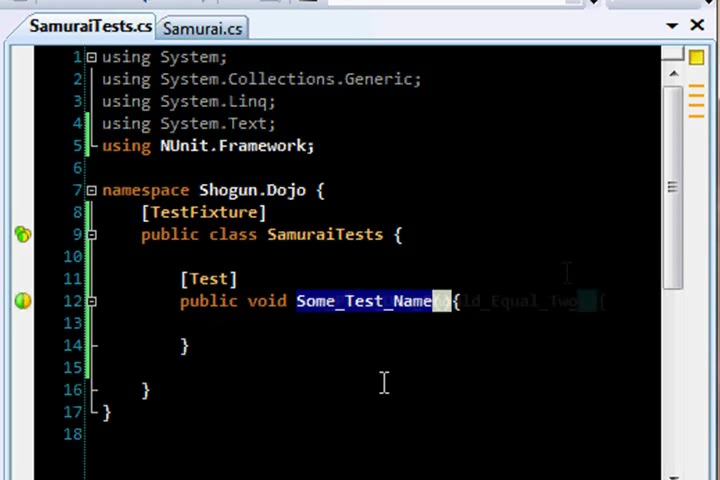 SamuraiTests.cs Samurai.cs
1 using System;
2 using System.Collections.Generic;
3 using System.Linq;
4 using System.Text;
5 using NUnit.Framework;
6
7 namespace Shogun.Dojo {
8 [TestFixture]
9 public class SamuraiTests {
10
11 [Test]
12 public void Some_Test_Name(){ld_Equal_Two {
13
14 }
15
16 }
17 }
18